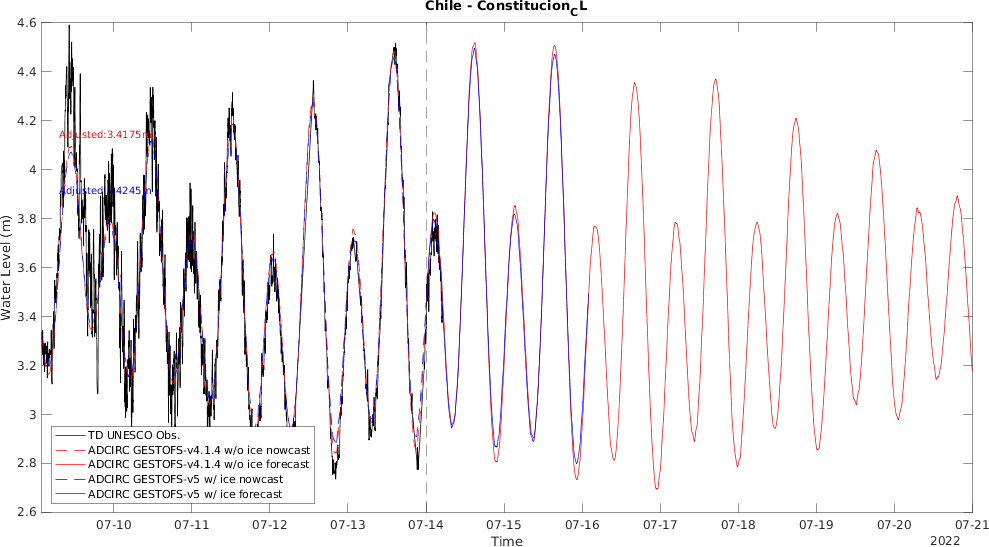 Chile - Constitucion_CL
Water Level (m)
4.6
4.4
4.2
4
3.8
3.6
3.4
3.2
3
2.8
2.6
Adjusted:3.4175m
TD UNESCO Obs.
ADCIRC GESTOFS-v4.1.4 w/o ice nowcast
ADCIRC GESTOFS-v4.1.4 w/o ice forecast
ADCIRC GESTOFS-v5 w/ ice nowcast
ADCIRC GESTOFS-v5 w/ ice forecast
07-10 07-11 07-12 07-13 07-14 07-15 07-16 07-17 07-18 07-19 07-20 07-21
Time
2022